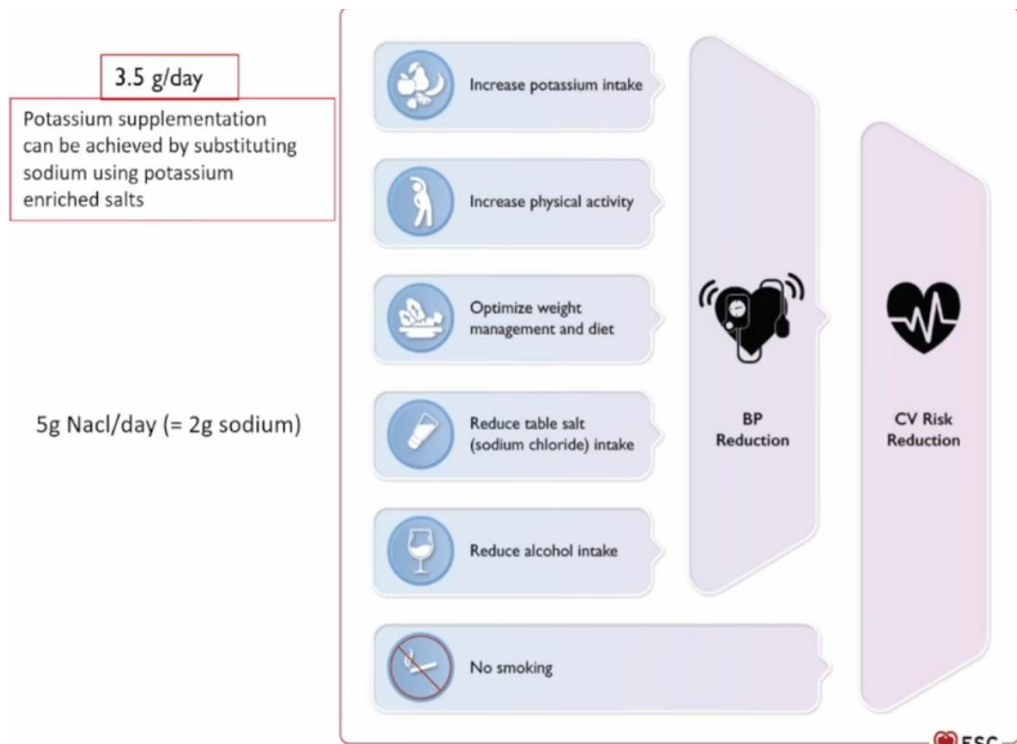 3.5 g/day
Potassium supplementation
can be achieved by substituting
sodium using potassium
enriched salts
5g Nacl/day (= 2g sodium)
Increase potassium intake
Increase physical activity
Optimize weight
management and diet
Reduce table salt
(sodium chloride) intake
Reduce alcohol intake
No smoking
BP
Reduction
CV Risk
Reduction
ESC